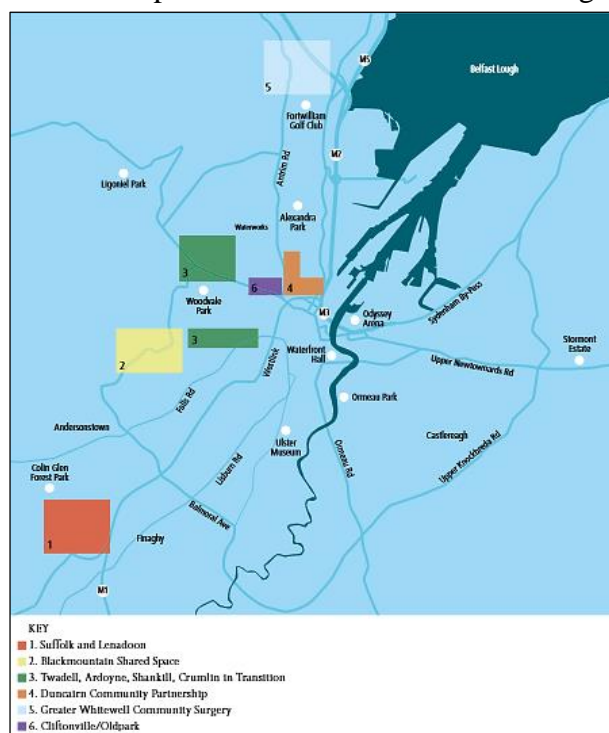 M5
Belfast Lough
5
Fortwilliam
Golf Club
Antrim Rd
M2
Ligoniel Park
Alexandra
Park
Waterworks
3
6
4
Woodvale
Park
M3
Odyssey
Arena
Sydenham By-Pass
Stormont
Estate
2
3
Westlink
Waterfront
Hall
Upper Newtownards Rd
Falls Rd
Ormeau Park
Andersonstown
Ulster
Museum
Castlereagh
Colin Glen
Forest Park
Lisburn Rd
Ormeau Rd
Upper Knockbreda Rd
Balmoral Ave
Finaghy
1
M1
KEY
1. Suffolk and Lenadoon
2. Blackmountain Shared Space
3. Twadell, Ardoyne, Shankill, Crumlin in Transition
4. Duncairn Community Partnership
5. Greater Whitewell Community Surgery
6. Cliftonville/Oldpark